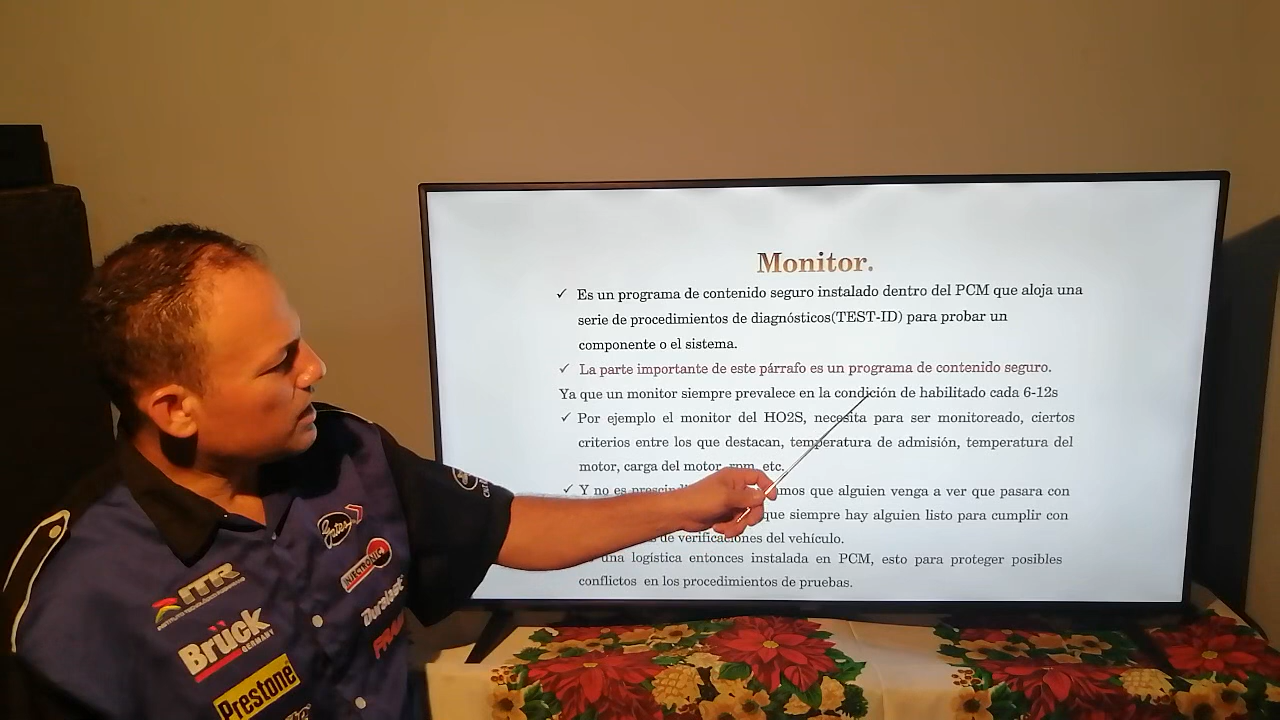 Monitor.
✓ Es un programa de contenido seguro instalado dentro del PCM que aloja una
serie de procedimientos de diagnósticos(TEST-ID) para probar un
componente o el sistema.
✓ La parte importante de este párrafo es un programa de contenido seguro.
Ya que un monitor siempre prevalece en la condición de habilitado cada 6-12s
✓ Por ejemplo el monitor del HO2S, necesita para ser monitoreado, ciertos
criterios entre los que destacan, temperatura de admisión, temperatura del
motor, carga del motor, rpm, etc.
✓ Y no es que alguien venga a ver que pasara con
que siempre hay alguien listo para cumplir con
de verificaciones del vehículo.
una logística entonces instalada en PCM, esto para proteger posibles
conflictos en los procedimientos de pruebas.
Gates
INJECTRONIC
ITR
Brück
GERMANY
Prestone